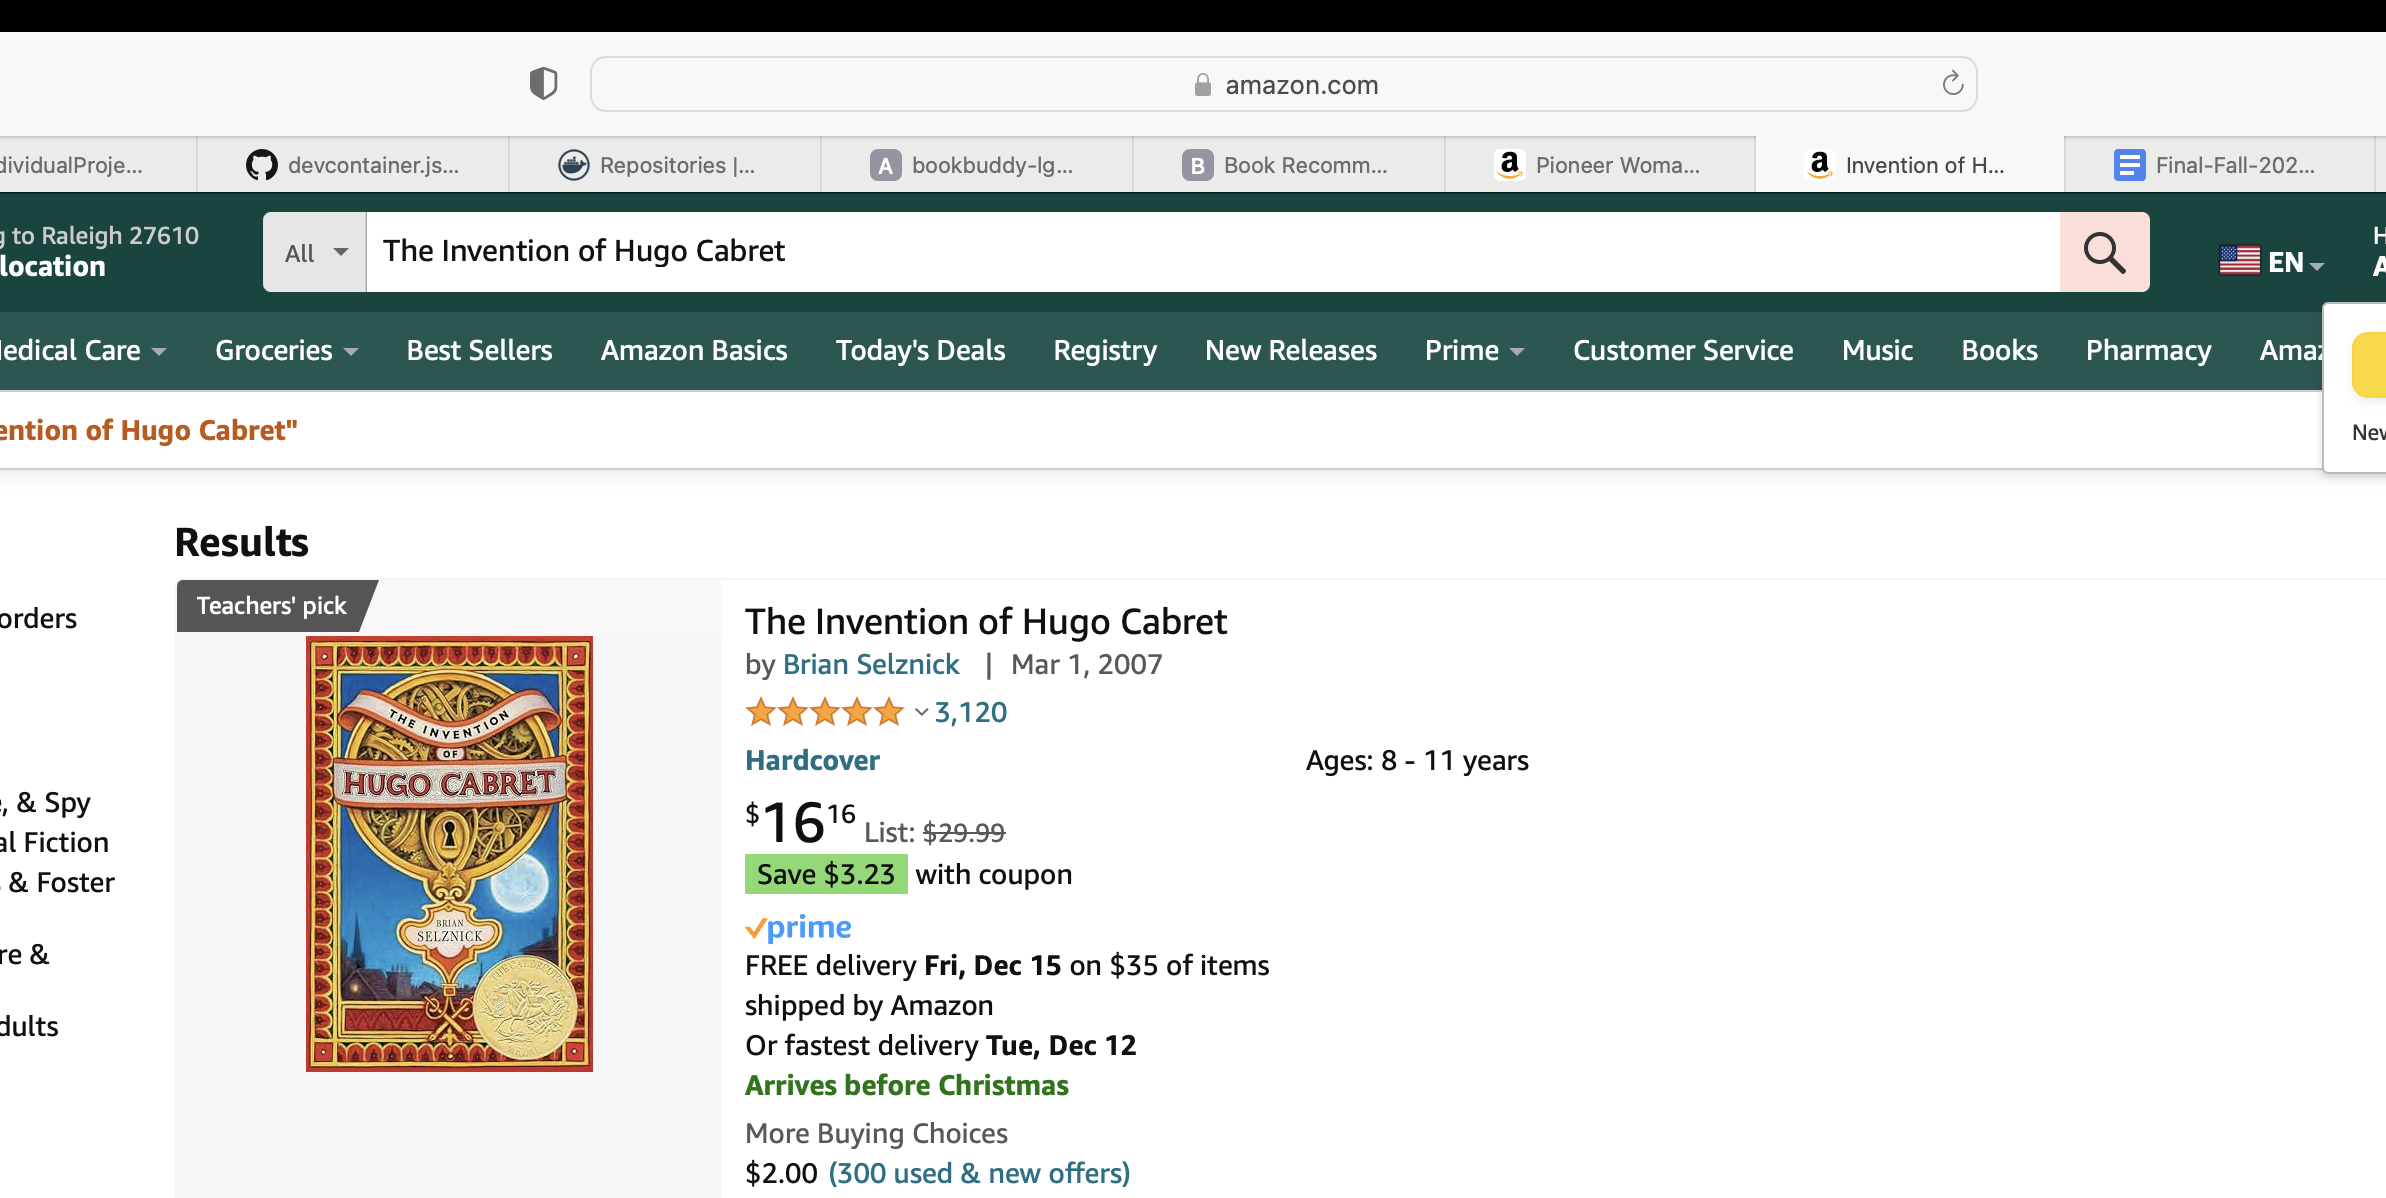 amazon.com
dividualProje...
devcontainer.js...
Repositories |...
A bookbuddy-lg...
B Book Recomm...
a Pioneer Woma...
a Invention of H...
Final-Fall-202...
g to Raleigh 27610
location
All
The Invention of Hugo Cabret
EN
H
A
edical Care
Groceries
Best Sellers
Amazon Basics
Today's Deals
Registry
New Releases
Prime
Customer Service
Music
Books
Pharmacy
Amaz
ention of Hugo Cabret"
New
Results
orders
, & Spy
al Fiction
& Foster
re &
dults
Teachers' pick
THE INVENTION
OF
HUGO CABRET
BRIAN
SELZNICK
The Invention of Hugo Cabret
by Brian Selznick | Mar 1, 2007
3,120
Hardcover
Ages: 8 - 11 years
$16 16 List: $29.99
Save $3.23 with coupon
prime
FREE delivery Fri, Dec 15 on $35 of items
shipped by Amazon
Or fastest delivery Tue, Dec 12
Arrives before Christmas
More Buying Choices
$2.00 (300 used & new offers)